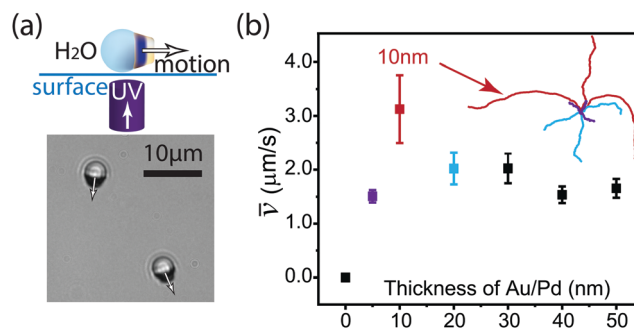 (a)
H₂O
motion
surface
UV
10μm
(b)
10nm
4.0
3.0
2.0
1.0
0.0
v̄ (μm/s)
Thickness of Au/Pd (nm)
0 10 20 30 40 50